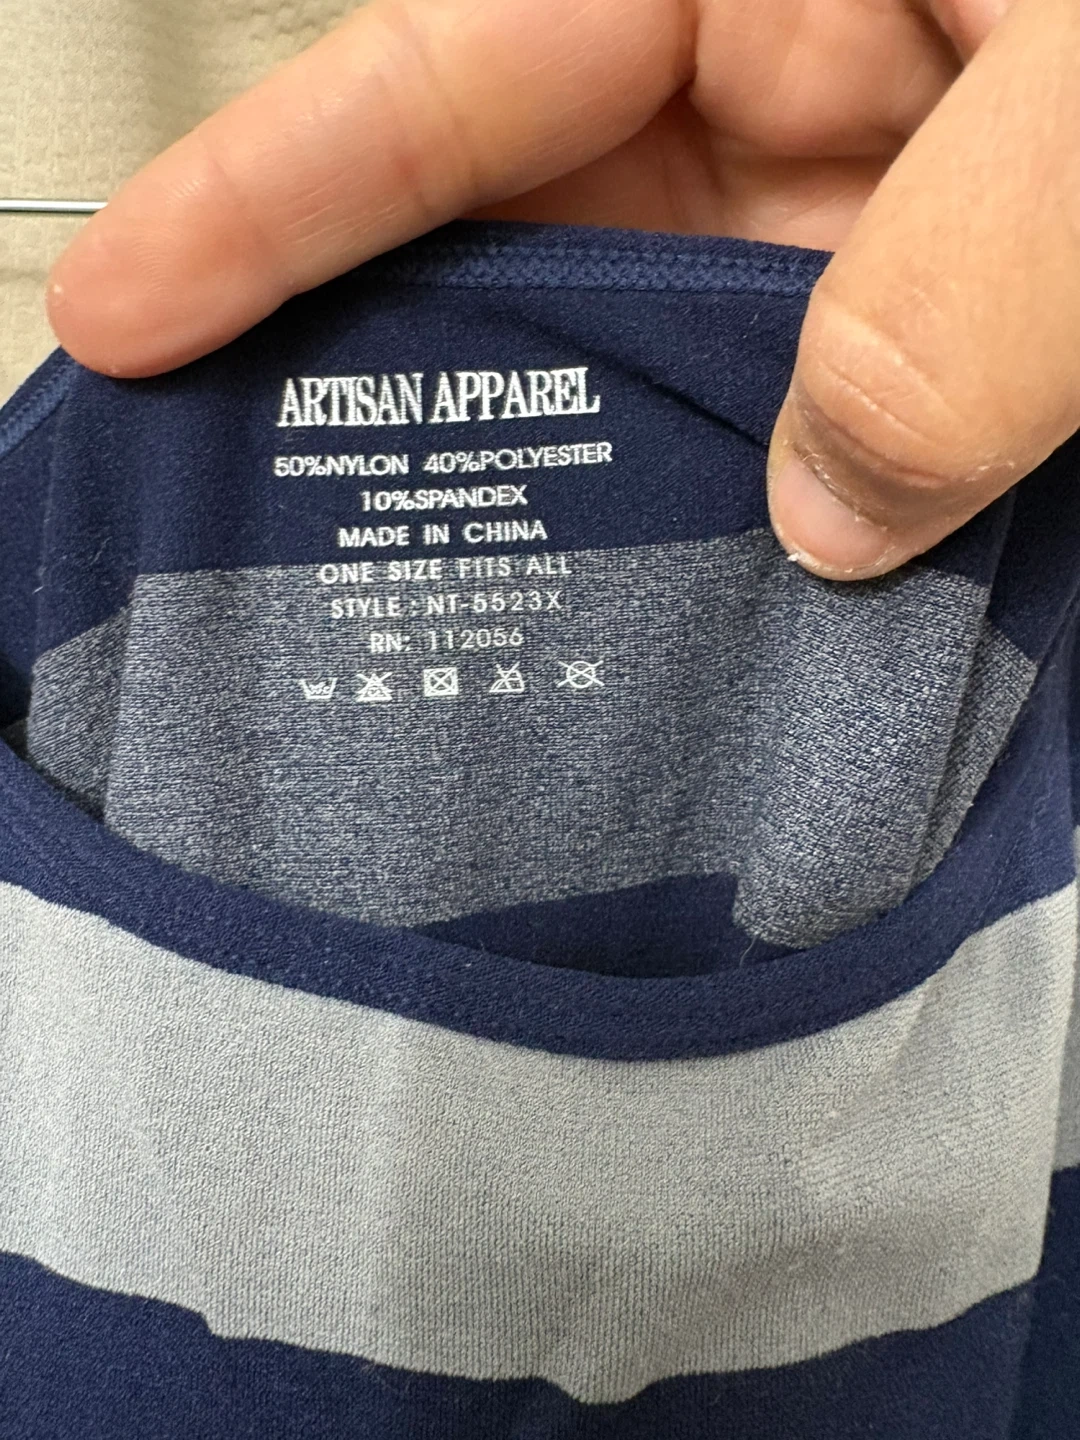 ARTISAN APPAREL
50%NYLON 40%POLYESTER
10%SPANDEX
MADE IN CHINA
ONE SIZE FITS ALL
STYLE : NT-5523X
RN: 112056